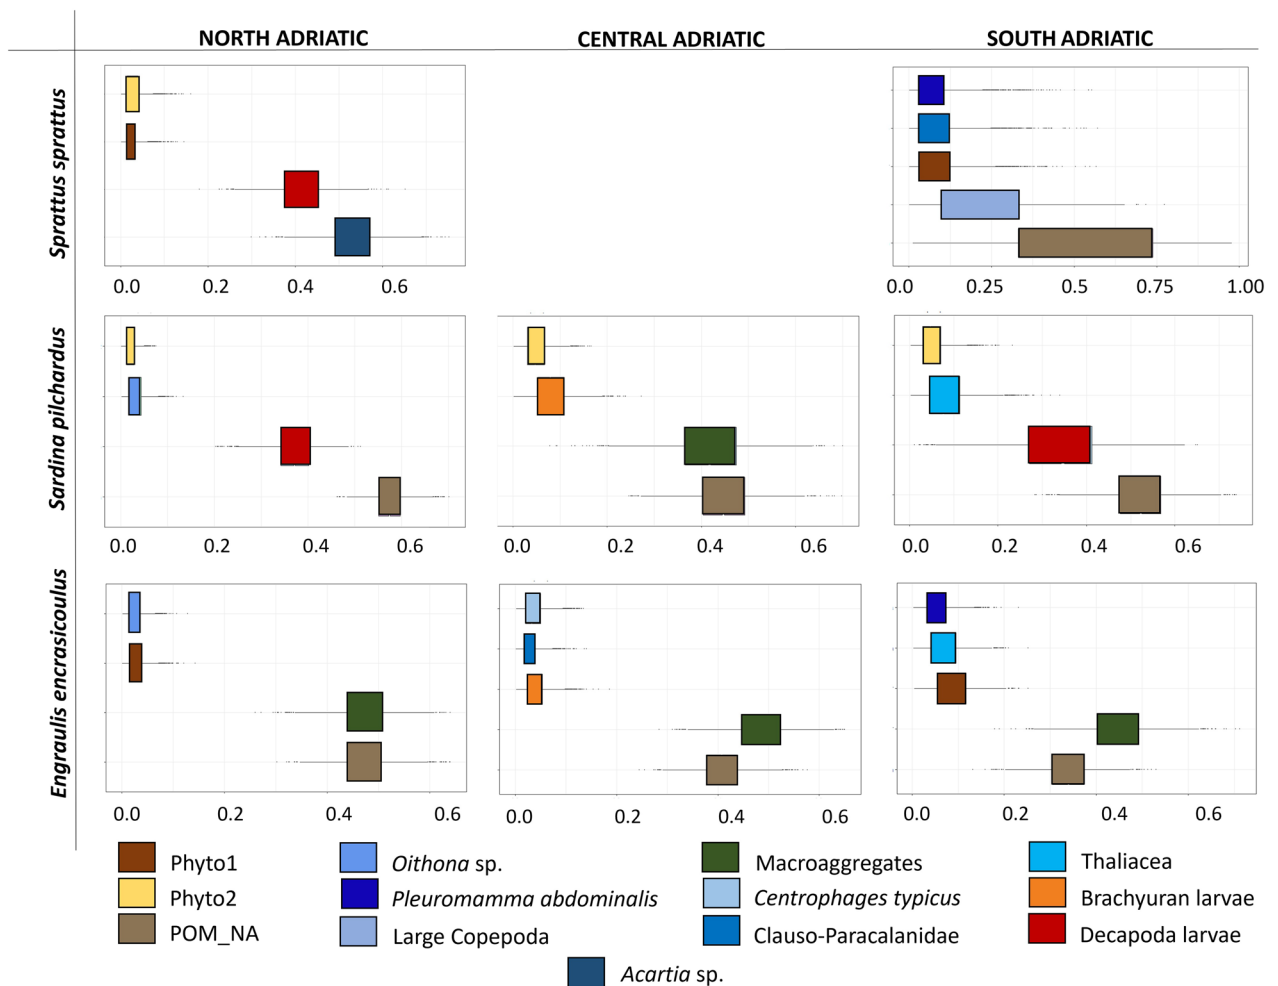 NORTH ADRIATIC CENTRAL ADRIATIC SOUTH ADRIATIC
Sprattus sprattus
0.0 0.2 0.4 0.6
0.0 0.25 0.5 0.75 1.00
Sardina pilchardus
0.0 0.2 0.4 0.6
0.0 0.2 0.4 0.6
0.0 0.2 0.4 0.6
Engraulis encrasicoulus
0.0 0.2 0.4 0.6
0.0 0.2 0.4 0.6
0.0 0.2 0.4 0.6
Phyto1 Oithona sp. Macroaggregates Thaliacea
Phyto2 Pleuromamma abdominalis Centrophages typicus Brachyuran larvae
POM_NA Large Copepoda Clauso-Paracalanidae Decapoda larvae
Acartia sp.